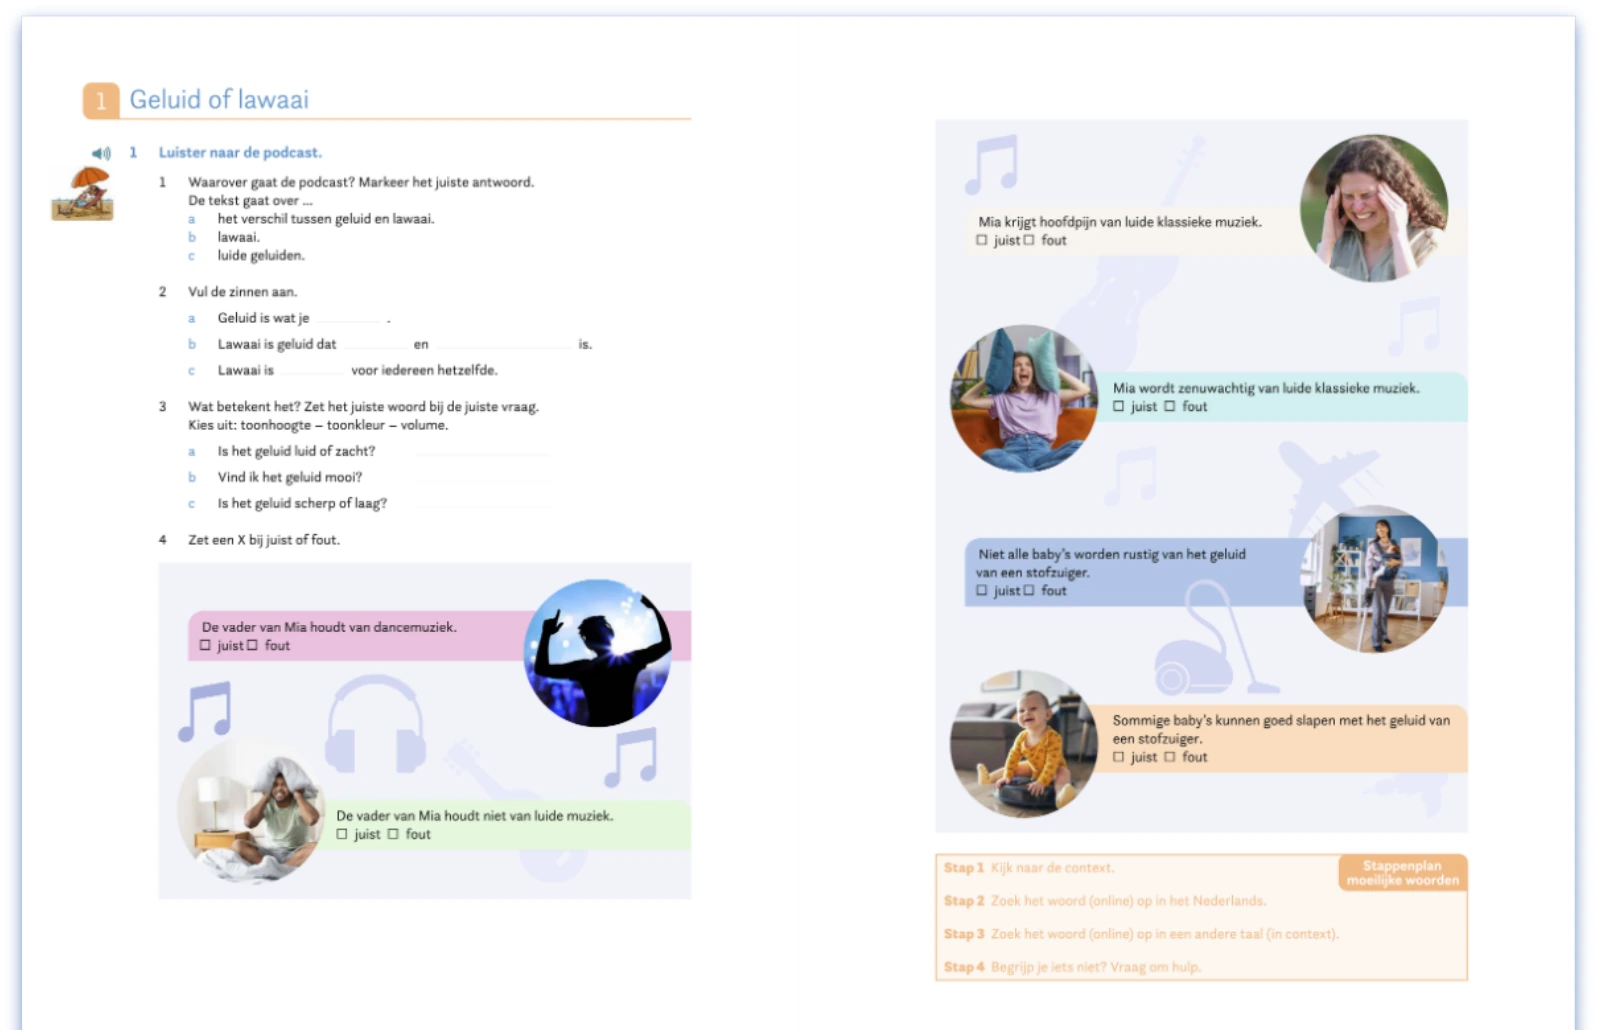 1 Geluid of lawaai
1 Luister naar de podcast.
1 Waarover gaat de podcast? Markeer het juiste antwoord.
De tekst gaat over ...
a het verschil tussen geluid en lawaai.
b lawaai.
c luide geluiden.
2 Vul de zinnen aan.
a Geluid is wat je .
b Lawaai is geluid dat en is.
c Lawaai is voor iedereen hetzelfde.
3 Wat betekent het? Zet het juiste woord bij de juiste vraag.
Kies uit: toonhoogte – toonkleur – volume.
a Is het geluid luid of zacht?
b Vind ik het geluid mooi?
c Is het geluid scherp of laag?
4 Zet een X bij juist of fout.
De vader van Mia houdt van dancemuziek.
☐ juist ☐ fout
De vader van Mia houdt niet van luide muziek.
☐ juist ☐ fout
Mia krijgt hoofdpijn van luide klassieke muziek.
☐ juist ☐ fout
Mia wordt zenuwachtig van luide klassieke muziek.
☐ juist ☐ fout
Niet alle baby's worden rustig van het geluid
van een stofzuiger.
☐ juist ☐ fout
Sommige baby's kunnen goed slapen met het geluid van
een stofzuiger.
☐ juist ☐ fout
Stappenplan
moeilijke woorden
Stap 1 Kijk naar de context.
Stap 2 Zoek het woord (online) op in het Nederlands.
Stap 3 Zoek het woord (online) op in een andere taal (in context).
Stap 4 Begrijp je iets niet? Vraag om hulp.